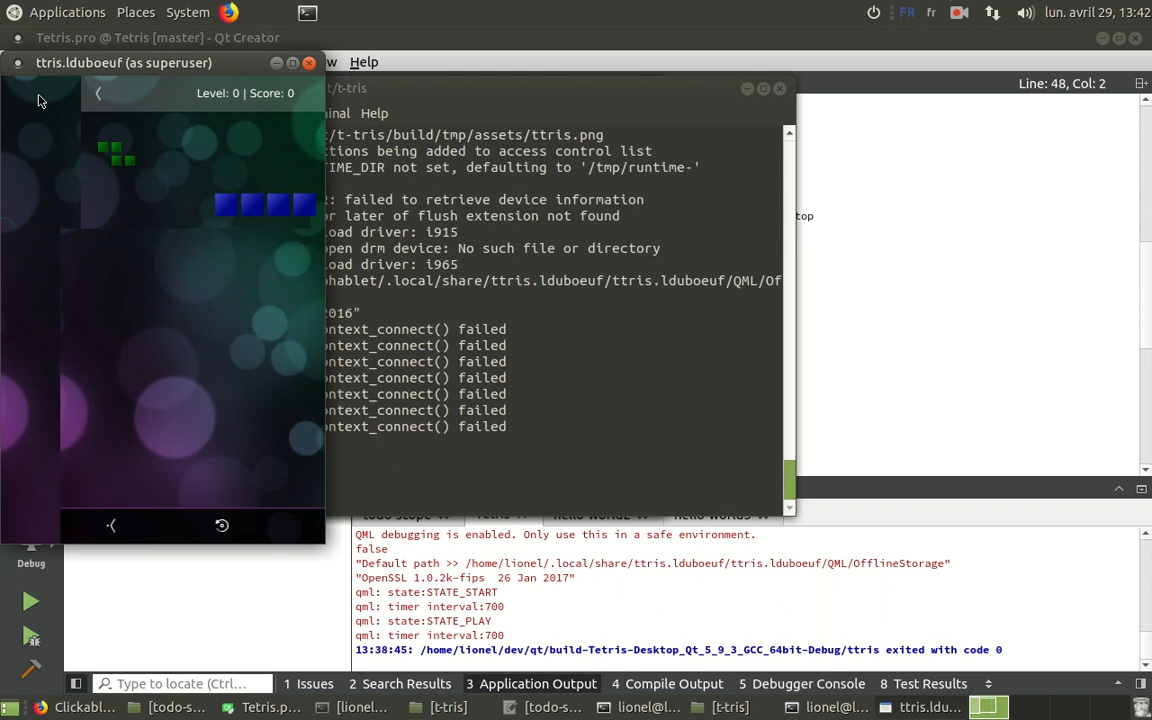 Applications Places System FR fr lun. avril 29, 13:42
Tetris.pro @ Tetris [master] - Qt Creator
ttris.lduboeuf (as superuser) w Help
Line: 48, Col: 2
t/t-tris
Level: 0 | Score: 0
minal Help
/t-tris/build/tmp/assets/ttris.png
ctions being added to access control list
TIME_DIR not set, defaulting to '/tmp/runtime-'
2: failed to retrieve device information
or later of flush extension not found
top
load driver: i915
open drm device: No such file or directory
load driver: i965
phablet/.local/share/ttris.lduboeuf/ttris.lduboeuf/QML/Of
2016"
ontext_connect() failed
ontext_connect() failed
ontext_connect() failed
ontext_connect() failed
ontext_connect() failed
ontext_connect() failed
ontext_connect() failed
QML debugging is enabled. Only use this in a safe environment.
false
"Default path >> /home/lionel/.local/share/ttris.lduboeuf/ttris.lduboeuf/QML/OfflineStorage"
"OpenSSL 1.0.2k-fips 26 Jan 2017"
qml: state:STATE_START
qml: timer interval:700
qml: state:STATE_PLAY
qml: timer interval:700
13:38:45: /home/lionel/dev/qt/build-Tetris-Desktop_Qt_5_9_3_GCC_64bit-Debug/ttris exited with code 0
Debug
Type to locate (Ctrl... 1 Issues 2 Search Results 3 Application Output 4 Compile Output 5 Debugger Console 8 Test Results
Clickabl... [todo-s... Tetris.p... [lionel... [t-tris] [todo-s... lionel@l... [t-tris] lionel@l... ttris.ldu...